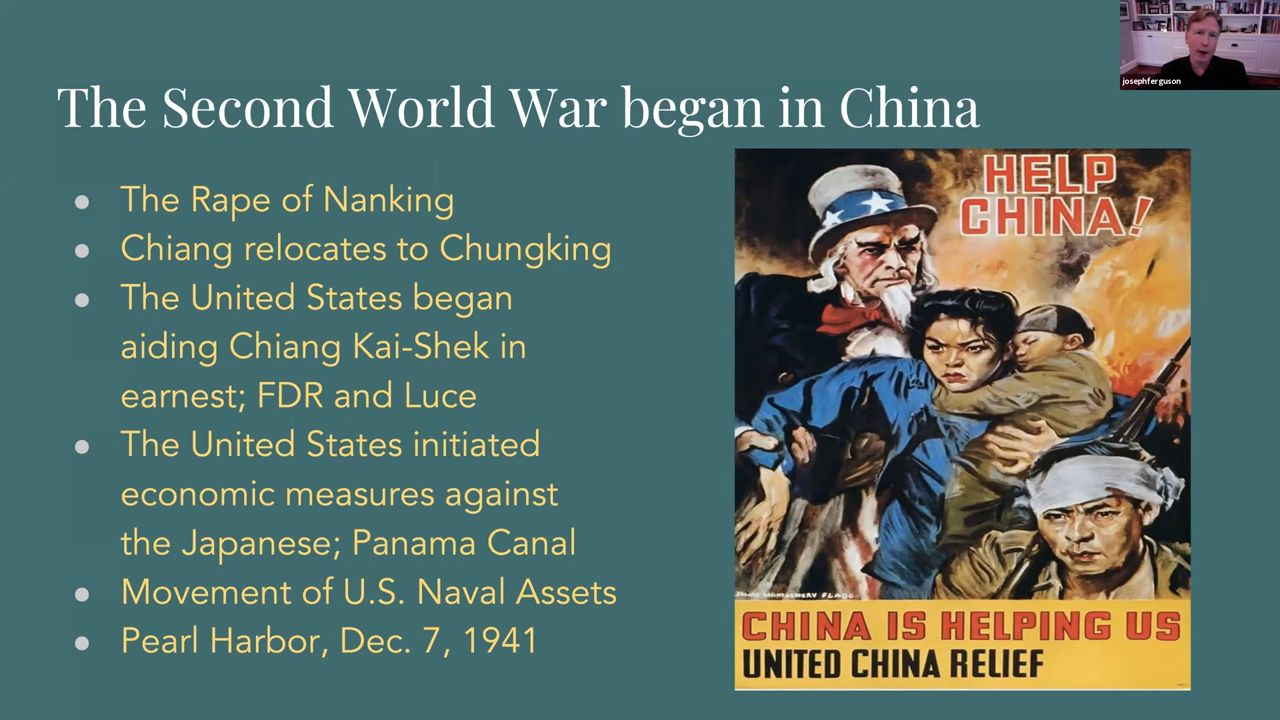 josephferguson
The Second World War began in China
The Rape of Nanking
Chiang relocates to Chungking
The United States began
aiding Chiang Kai-Shek in
earnest; FDR and Luce
The United States initiated
economic measures against
the Japanese; Panama Canal
Movement of U.S. Naval Assets
Pearl Harbor, Dec. 7, 1941
HELP
CHINA!
JAMES MONTGOMERY FLAGG
CHINA IS HELPING US
UNITED CHINA RELIEF